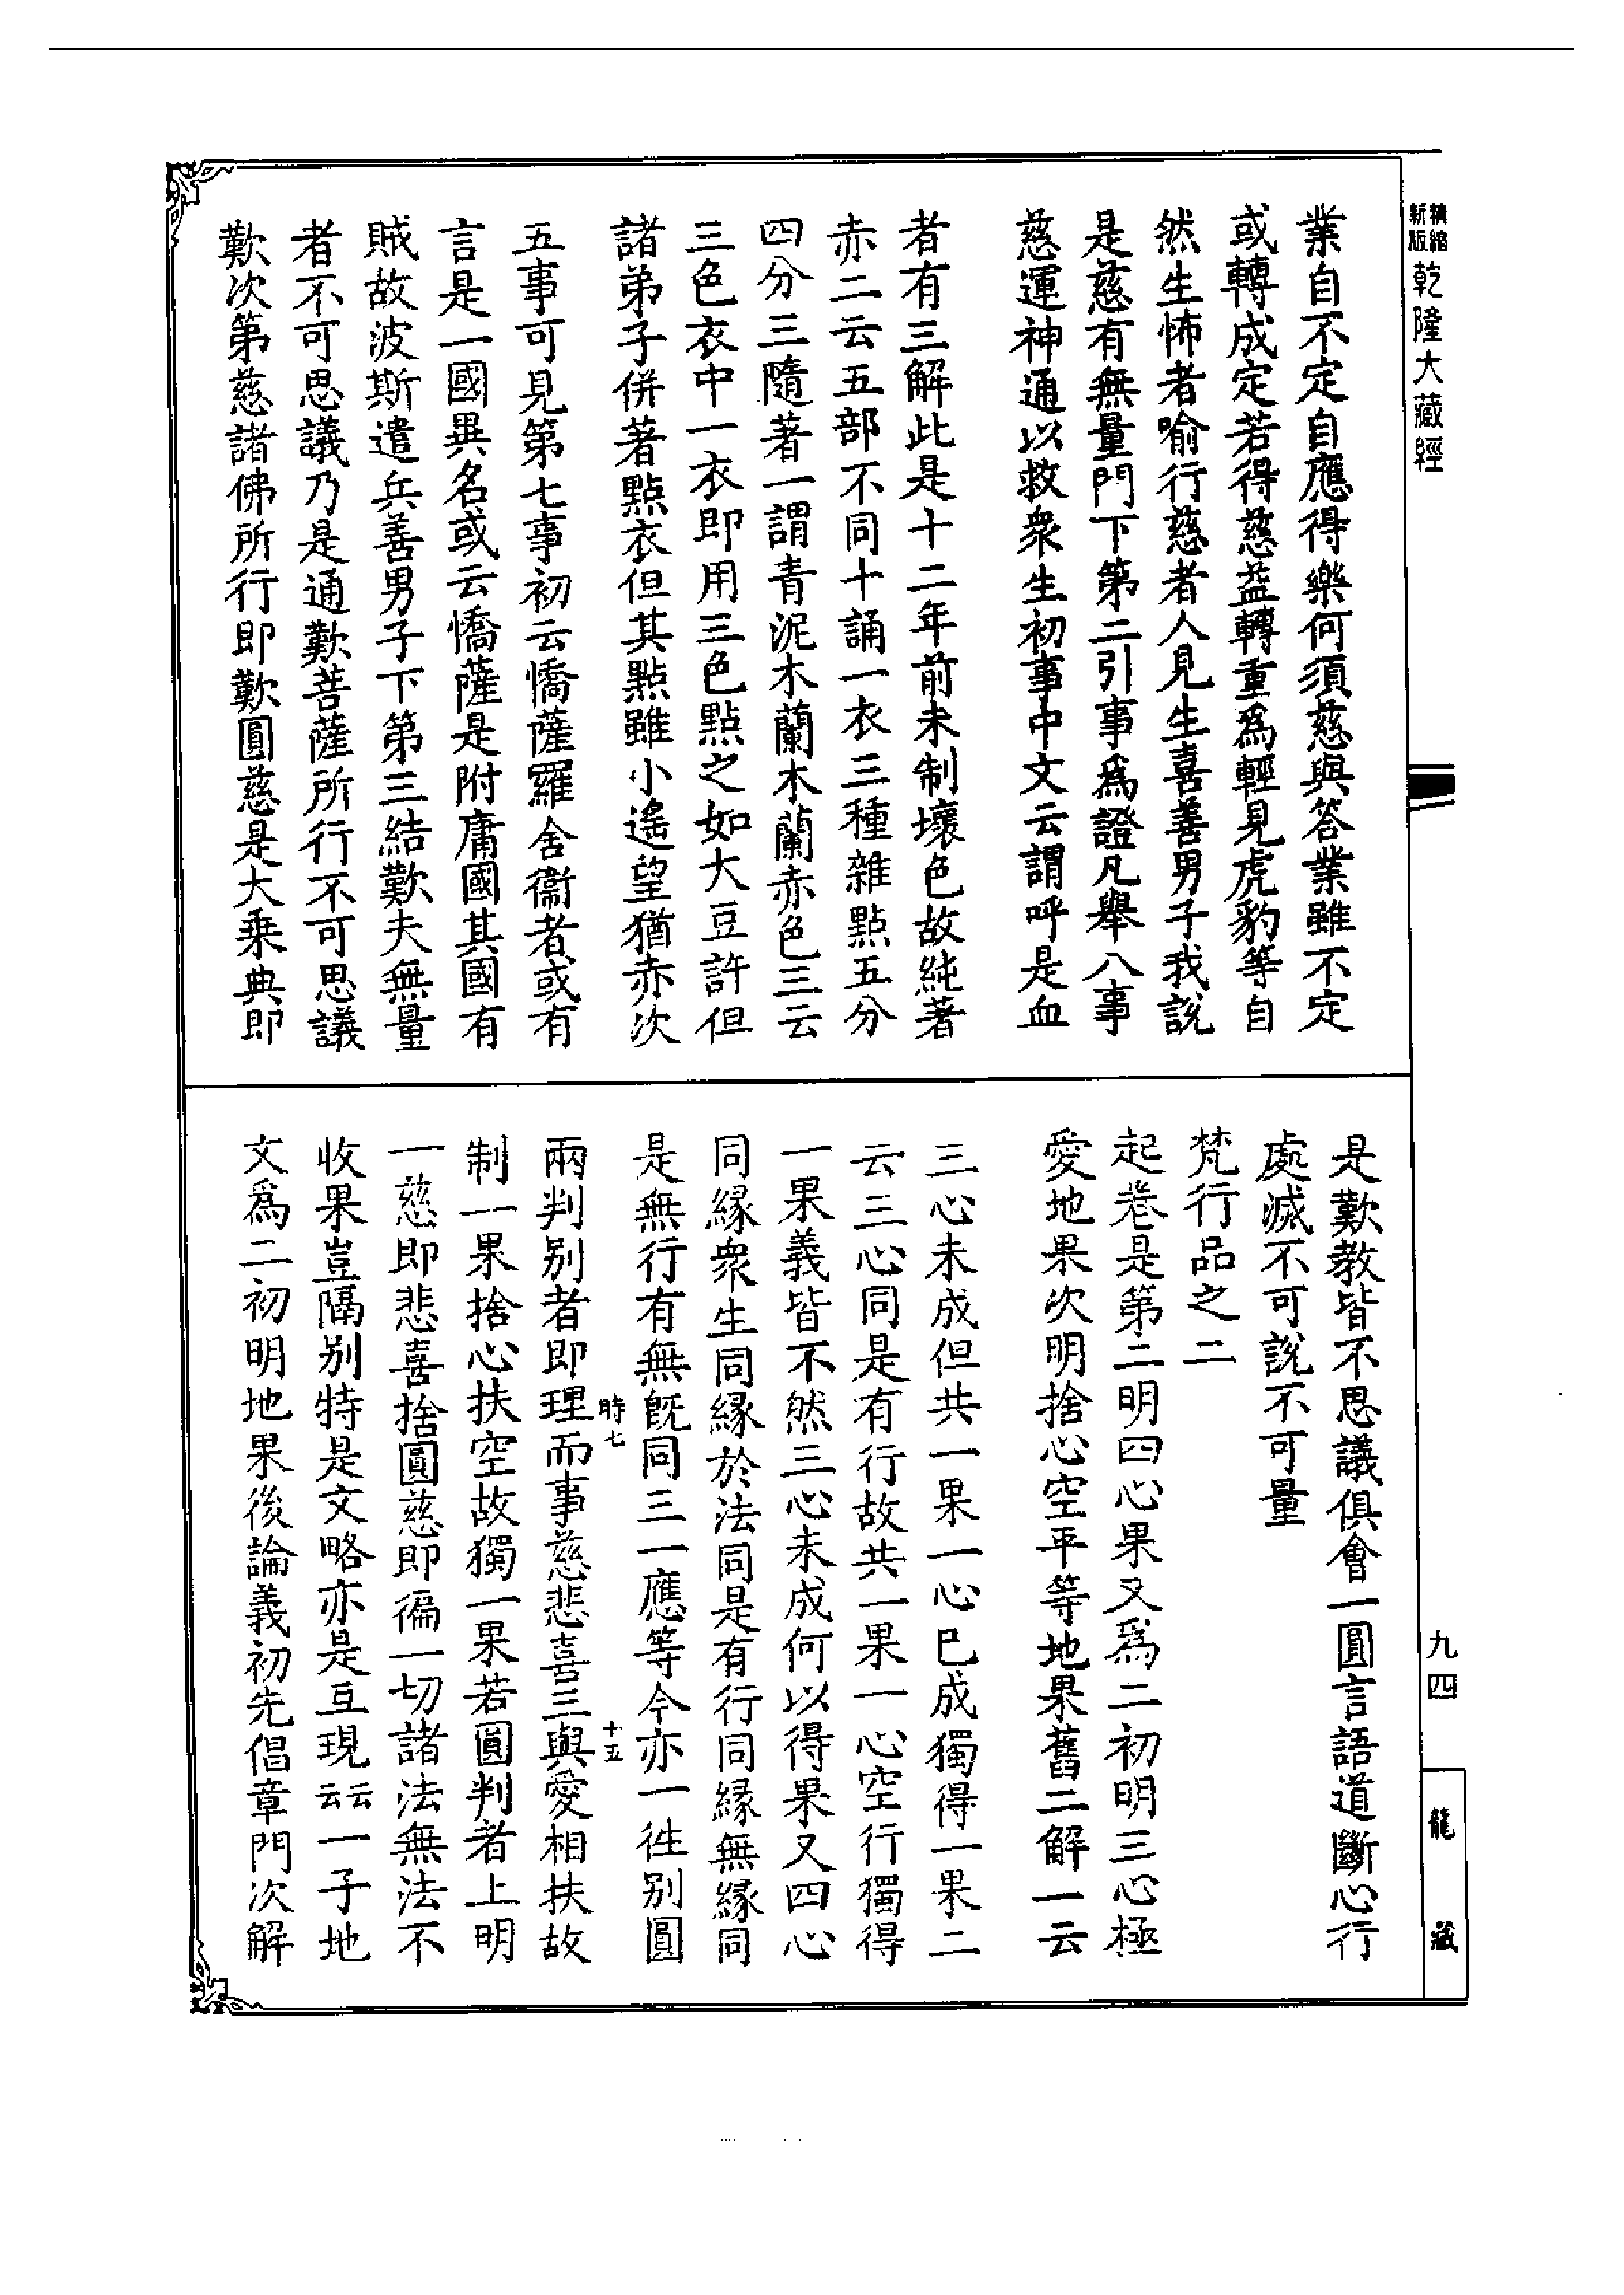 精縮
新版
乾隆大藏經
業自不定自應得樂何須慈與答業雖不定
或轉成定若得慈益轉重爲輕見虎豹等自
然生怖者喻行慈者人見生喜善男子我說
是慈有無量門下第二引事爲證凡舉八事
慈運神通以救衆生初事中文云謂呼是血
者有三解此是十二年前未制壞色故純著
赤二云五部不同十誦一衣三種雜點五分
四分三隨著一謂青泥木蘭木蘭赤色三云
三色衣中一衣即用三色點之如大豆許但
諸弟子併著點衣但其點雖小遙望猶赤次
五事可見第七事初云憍薩羅舍衞者或有
言是一國異名或云憍薩是附庸國其國有
賊故波斯遣兵善男子下第三結歎夫無量
者不可思議乃是通歎菩薩所行不可思議
歎次第慈諸佛所行即歎圓慈是大乘典即
是歎教皆不思議俱會一圓言語道斷心行
處滅不可說不可量
梵行品之二
起卷是第二明四心果又爲二初明三心極
愛地果次明捨心空平等地果舊二解一云
三心未成但共一果一心已成獨得一果二
云三心同是有行故共一果一心空行獨得
一果義皆不然三心未成何以得果又四心
同緣衆生同緣於法同是有行同緣無緣同
是無行有無旣同三一應等今亦一往別圓
兩判别者即理而事慈悲喜三與愛相扶故
制一果捨心扶空故獨一果若圓判者上明
一慈即悲喜捨圓慈即徧一切諸法無法不
收果豈隔别特是文略亦是互現云云一子地
文爲二初明地果後論義初先倡章門次解
時七
十五
九四
龍藏